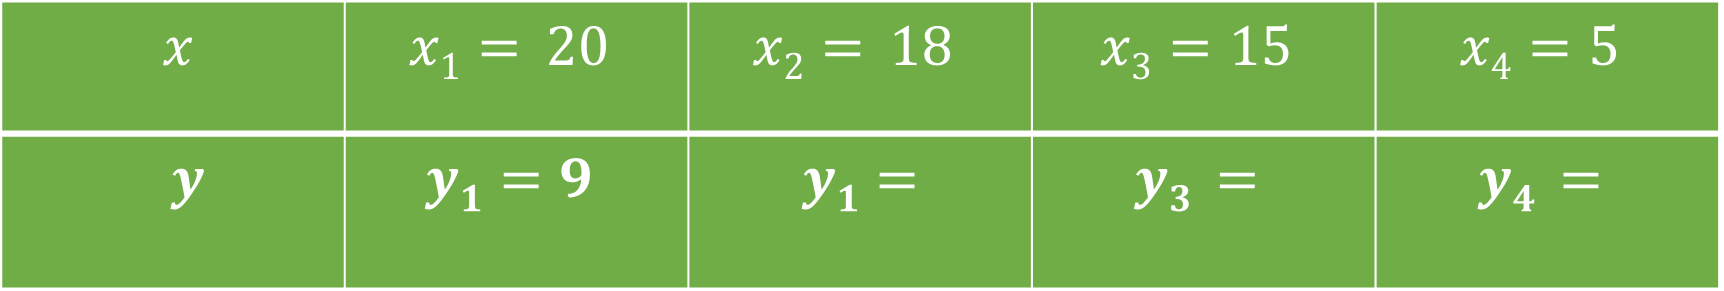 x x₁ = 20 x₂ = 18 x₃ = 15 x₄ = 5
y y₁ = 9 y₁ = y₃ = y₄ =